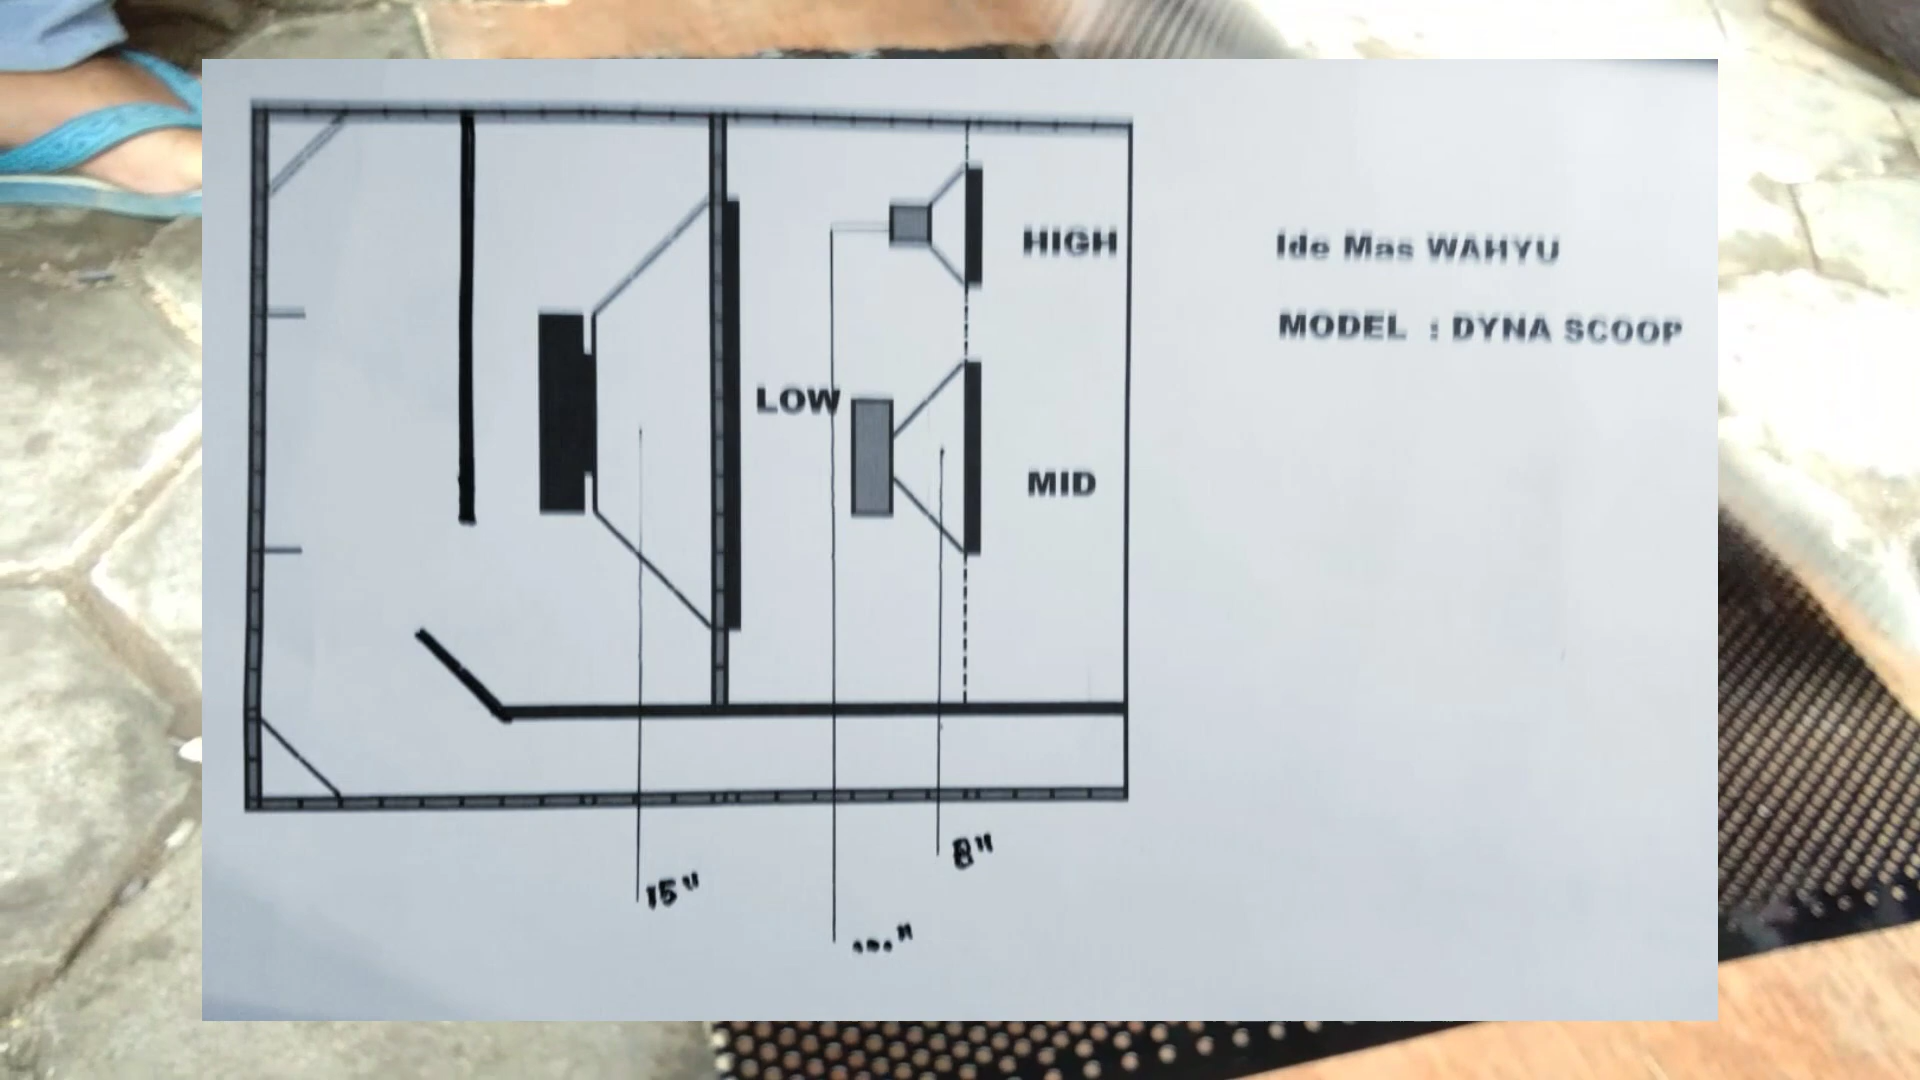 HIGH
Ide Mas WAHYU
MODEL : DYNA SCOOP
LOW
MID
8"
15"
..."